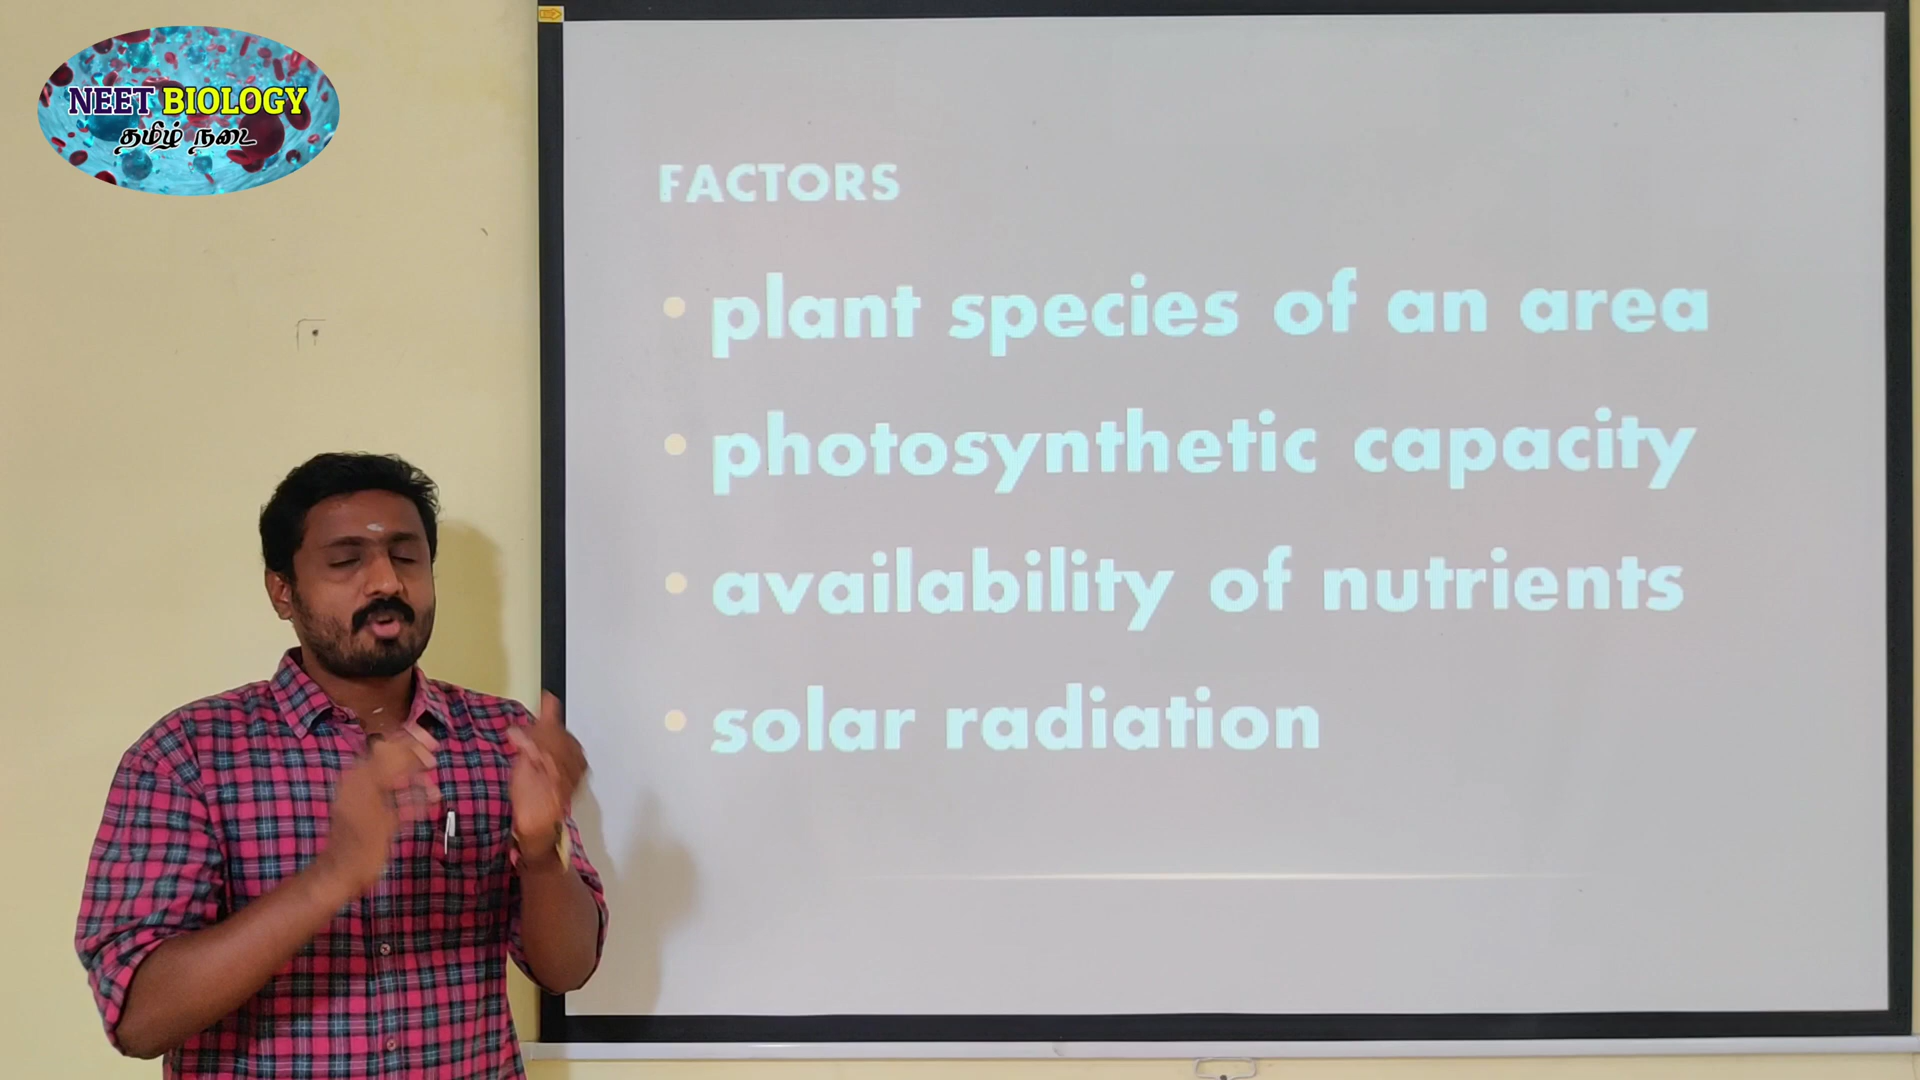 NEET BIOLOGY
தமிழ் நடை
FACTORS
• plant species of an area
• photosynthetic capacity
• availability of nutrients
• solar radiation